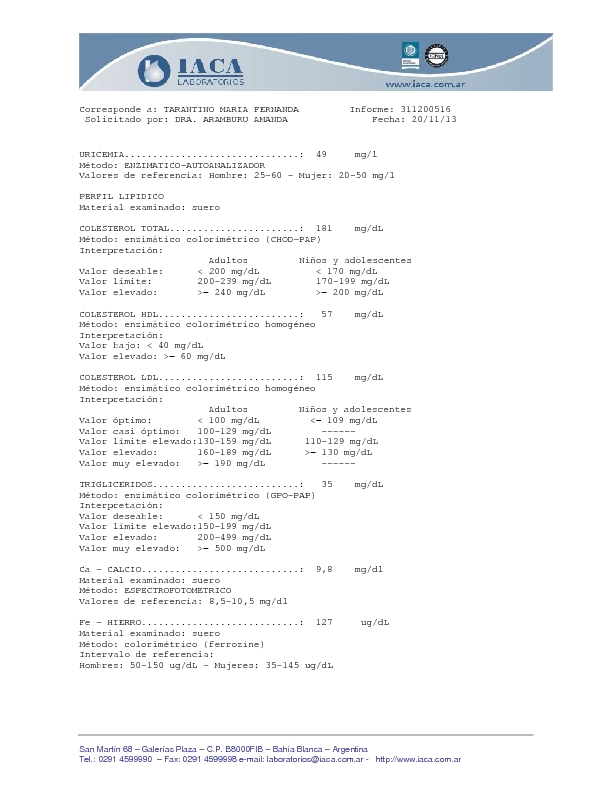 IACA
LABORATORIOS
www.iaca.com.ar
Corresponde a: TARANTINO MARIA FERNANDA Informe: 311200516
Solicitado por: DRA. ARAMBURU AMANDA Fecha: 20/11/13
URICEMIA...............................: 49 mg/l
Método: ENZIMATICO-AUTOANALIZADOR
Valores de referencia: Hombre: 25-60 - Mujer: 20-50 mg/l
PERFIL LIPIDICO
Material examinado: suero
COLESTEROL TOTAL.......................: 181 mg/dL
Método: enzimático colorimétrico (CHOD-PAP)
Interpretación:
Adultos Niños y adolescentes
Valor deseable: < 200 mg/dL < 170 mg/dL
Valor límite: 200-239 mg/dL 170-199 mg/dL
Valor elevado: >= 240 mg/dL >= 200 mg/dL
COLESTEROL HDL.........................: 57 mg/dL
Método: enzimático colorimétrico homogéneo
Interpretación:
Valor bajo: < 40 mg/dL
Valor elevado: >= 60 mg/dL
COLESTEROL LDL.........................: 115 mg/dL
Método: enzimático colorimétrico homogéneo
Interpretación:
Adultos Niños y adolescentes
Valor óptimo: < 100 mg/dL <= 109 mg/dL
Valor casi óptimo: 100-129 mg/dL ------
Valor límite elevado:130-159 mg/dL 110-129 mg/dL
Valor elevado: 160-189 mg/dL >= 130 mg/dL
Valor muy elevado: >= 190 mg/dL ------
TRIGLICERIDOS..........................: 35 mg/dL
Método: enzimático colorimétrico (GPO-PAP)
Interpretación:
Valor deseable: < 150 mg/dL
Valor límite elevado:150-199 mg/dL
Valor elevado: 200-499 mg/dL
Valor muy elevado: >= 500 mg/dL
Ca - CALCIO............................: 9,8 mg/dl
Material examinado: suero
Método: ESPECTROFOTOMETRICO
Valores de referencia: 8,5-10,5 mg/dl
Fe - HIERRO............................: 127 ug/dL
Material examinado: suero
Método: colorimétrico (ferrozine)
Intervalo de referencia:
Hombres: 50-150 ug/dL - Mujeres: 35-145 ug/dL
San Martín 68 – Galerías Plaza – C.P. B8000FIB – Bahía Blanca – Argentina
Tel.: 0291 4599990 – Fax: 0291 4599998 e-mail: laboratorios@iaca.com.ar - http://www.iaca.com.ar